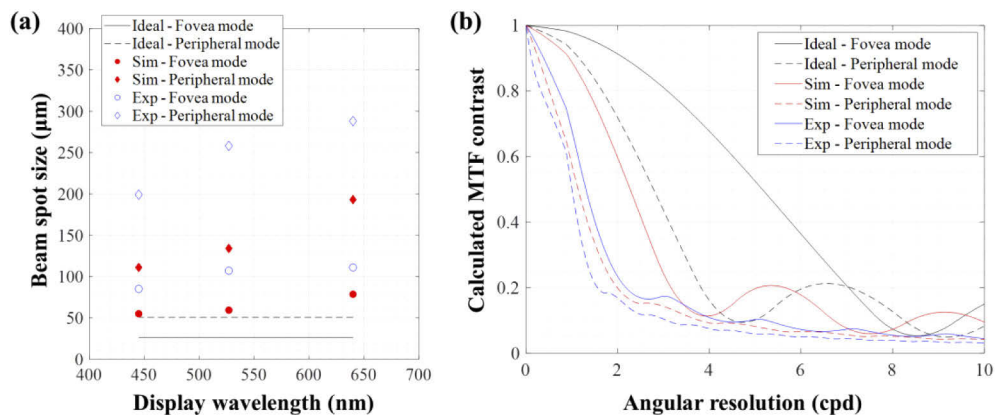 (a)
Ideal - Fovea mode
Ideal - Peripheral mode
Sim - Fovea mode
Sim - Peripheral mode
Exp - Fovea mode
Exp - Peripheral mode
400
350
300
250
200
150
100
50
0
Beam spot size (μm)
400 450 500 550 600 650 700
Display wavelength (nm)
(b)
Ideal - Fovea mode
Ideal - Peripheral mode
Sim - Fovea mode
Sim - Peripheral mode
Exp - Fovea mode
Exp - Peripheral mode
1
0.8
0.6
0.4
0.2
0
Calculated MTF contrast
0 2 4 6 8 10
Angular resolution (cpd)